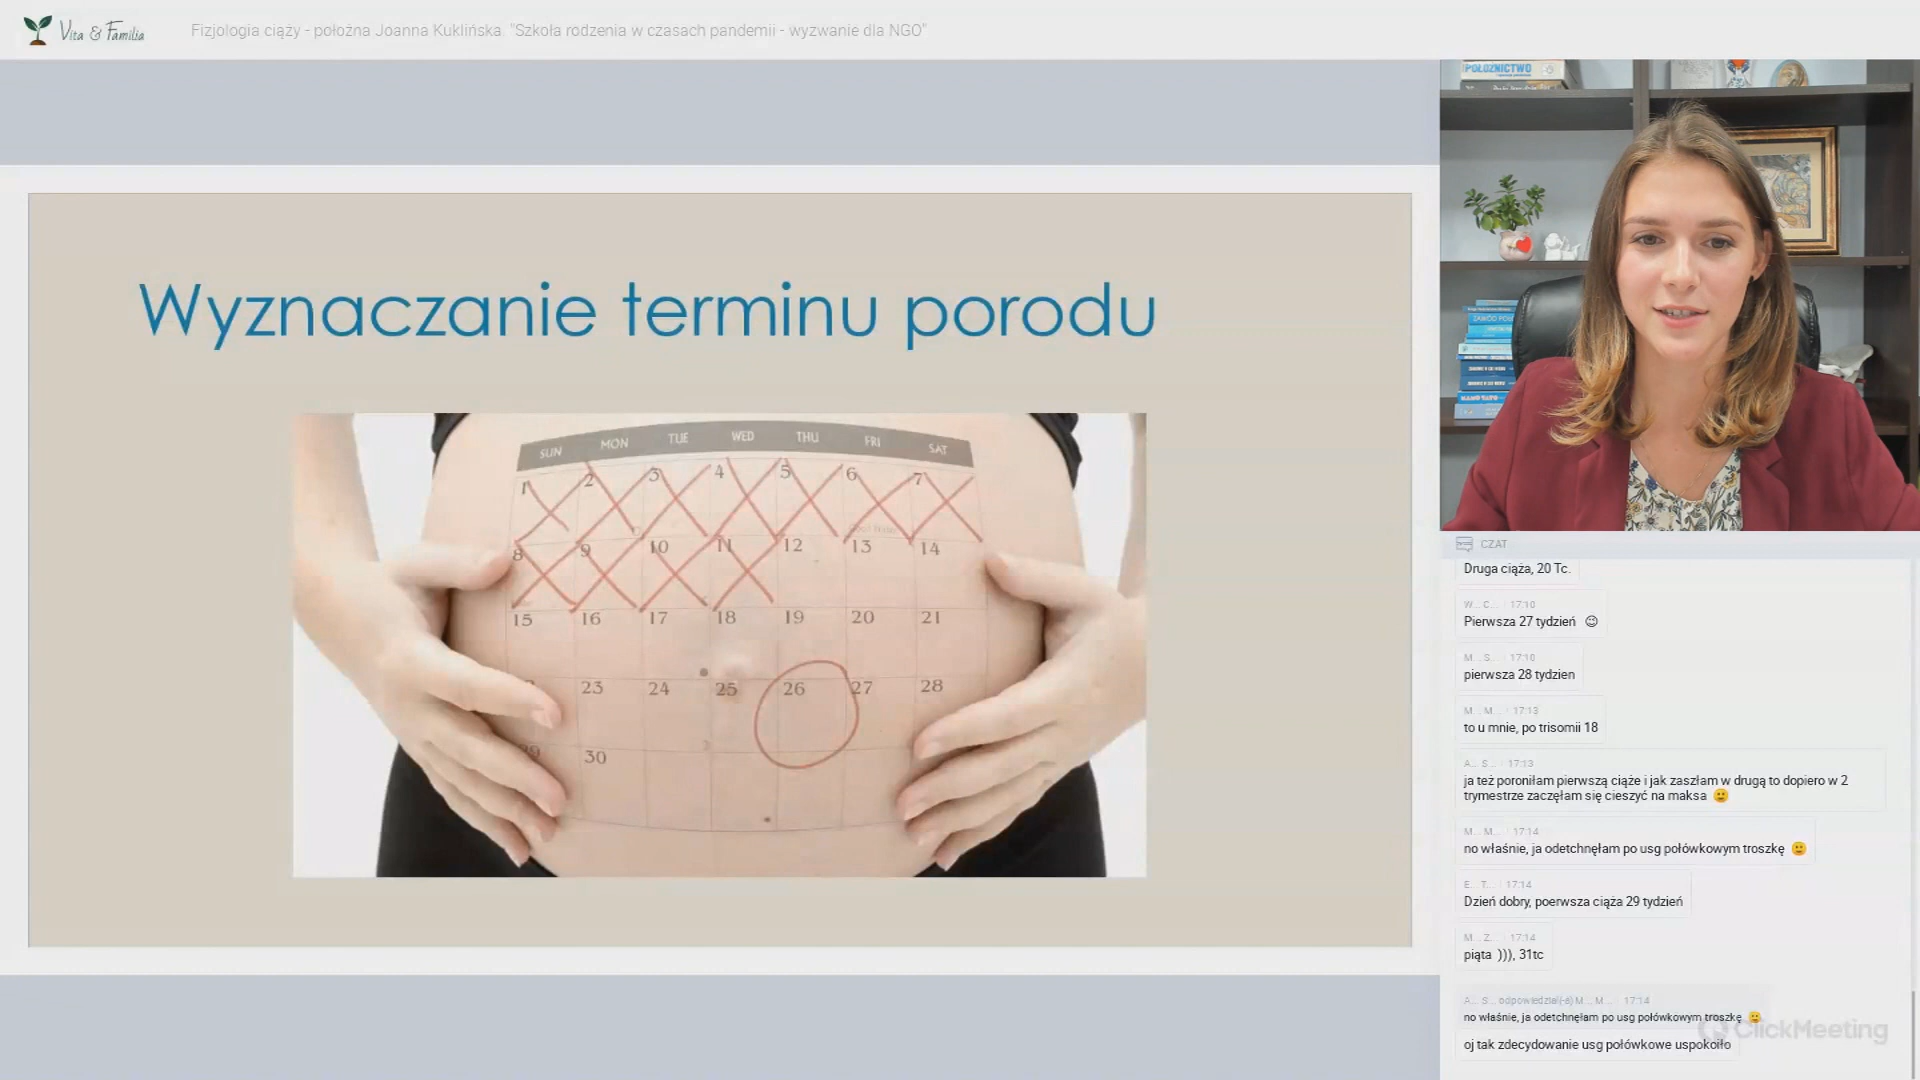 Vita & Familia
Fizjologia ciąży - położna Joanna Kuklińska. "Szkoła rodzenia w czasach pandemii - wyzwanie dla NGO"
POŁOŻNICTWO
Wyznaczanie terminu porodu
SUN MON TUE WED THU FRI SAT
1 2 3 4 5 6 7
8 9 10 11 12 13 14
15 16 17 18 19 20 21
23 24 25 26 27 28
29 30
CZAT
Druga ciąża, 20 Tc.
W... C... 17:10
Pierwsza 27 tydzień 😉
M... S... 17:10
pierwsza 28 tydzien
M... M... 17:13
to u mnie, po trisomii 18
A... S... 17:13
ja też poroniłam pierwszą ciąże i jak zaszłam w drugą to dopiero w 2
trymestrze zaczęłam się cieszyć na maksa 🙂
M... M... 17:14
no właśnie, ja odetchnęłam po usg połówkowym troszkę 🙂
E... T... 17:14
Dzień dobry, poerwsza ciąża 29 tydzień
M... Z... 17:14
piąta ))), 31tc
A... S... odpowiedział(-a) M... M... 17:14
no właśnie, ja odetchnęłam po usg połówkowym troszkę 🙂
oj tak zdecydowanie usg połówkowe uspokoiło
ClickMeeting